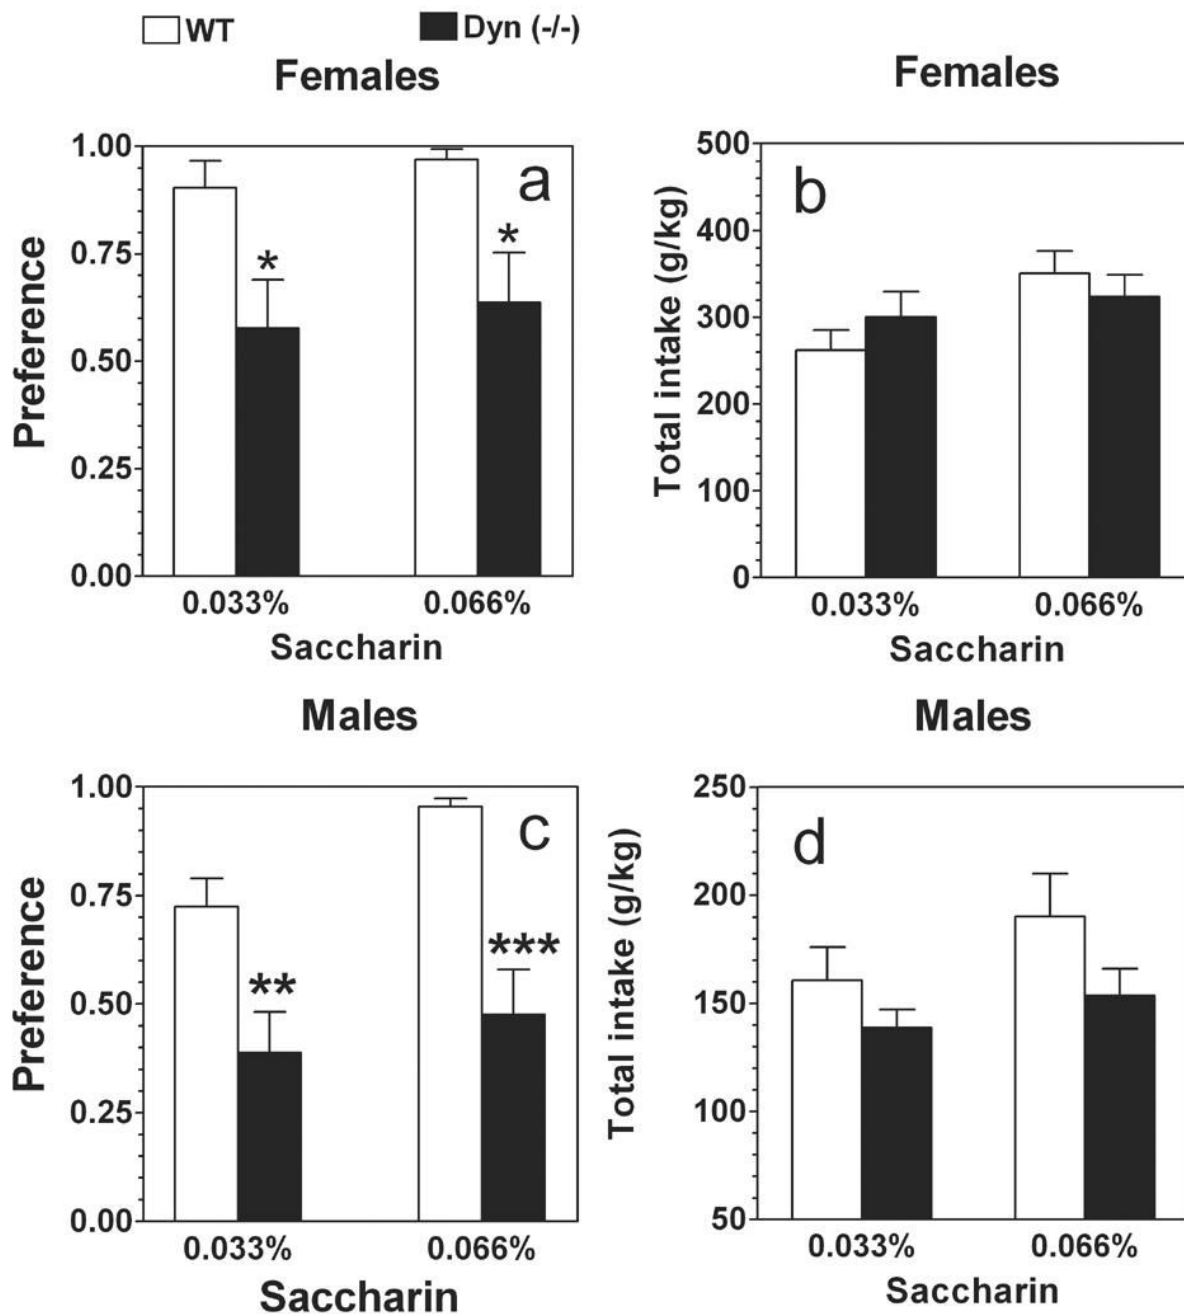 WT Dyn (-/-)
Females
1.00
0.75
0.50
0.25
0.00
Preference
a
*
*
0.033% 0.066%
Saccharin
Females
500
400
300
200
100
0
Total intake (g/kg)
b
0.033% 0.066%
Saccharin
Males
1.00
0.75
0.50
0.25
0.00
Preference
c
**
***
0.033% 0.066%
Saccharin
Males
250
200
150
100
50
Total intake (g/kg)
d
0.033% 0.066%
Saccharin